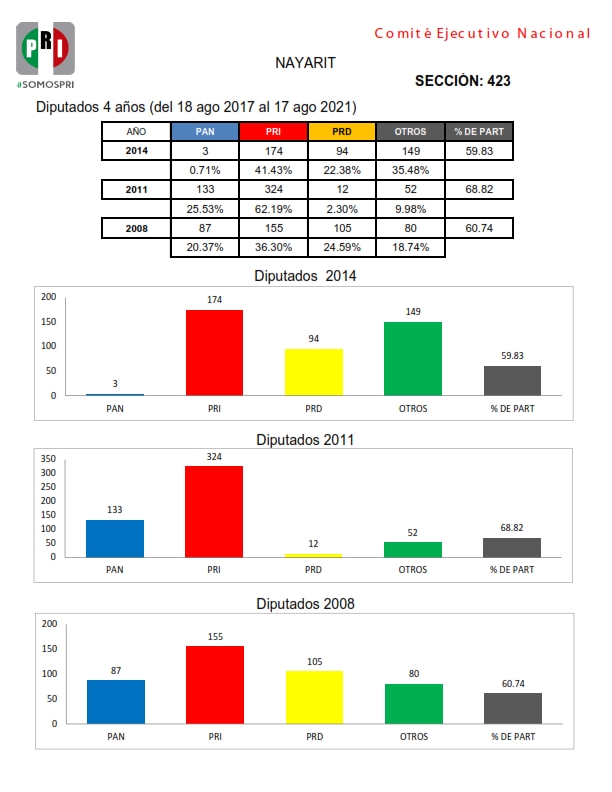 Comité Ejecutivo Nacional
PRI
#SOMOSPRI
NAYARIT
SECCIÓN: 423
Diputados 4 años (del 18 ago 2017 al 17 ago 2021)
AÑO PAN PRI PRD OTROS % DE PART
2014 3 174 94 149 59.83
0.71% 41.43% 22.38% 35.48%
2011 133 324 12 52 68.82
25.53% 62.19% 2.30% 9.98%
2008 87 155 105 80 60.74
20.37% 36.30% 24.59% 18.74%
Diputados 2014
200
150
100
50
0
3 174 94 149 59.83
PAN PRI PRD OTROS % DE PART
Diputados 2011
350
300
250
200
150
100
50
0
133 324 12 52 68.82
PAN PRI PRD OTROS % DE PART
Diputados 2008
200
150
100
50
0
87 155 105 80 60.74
PAN PRI PRD OTROS % DE PART